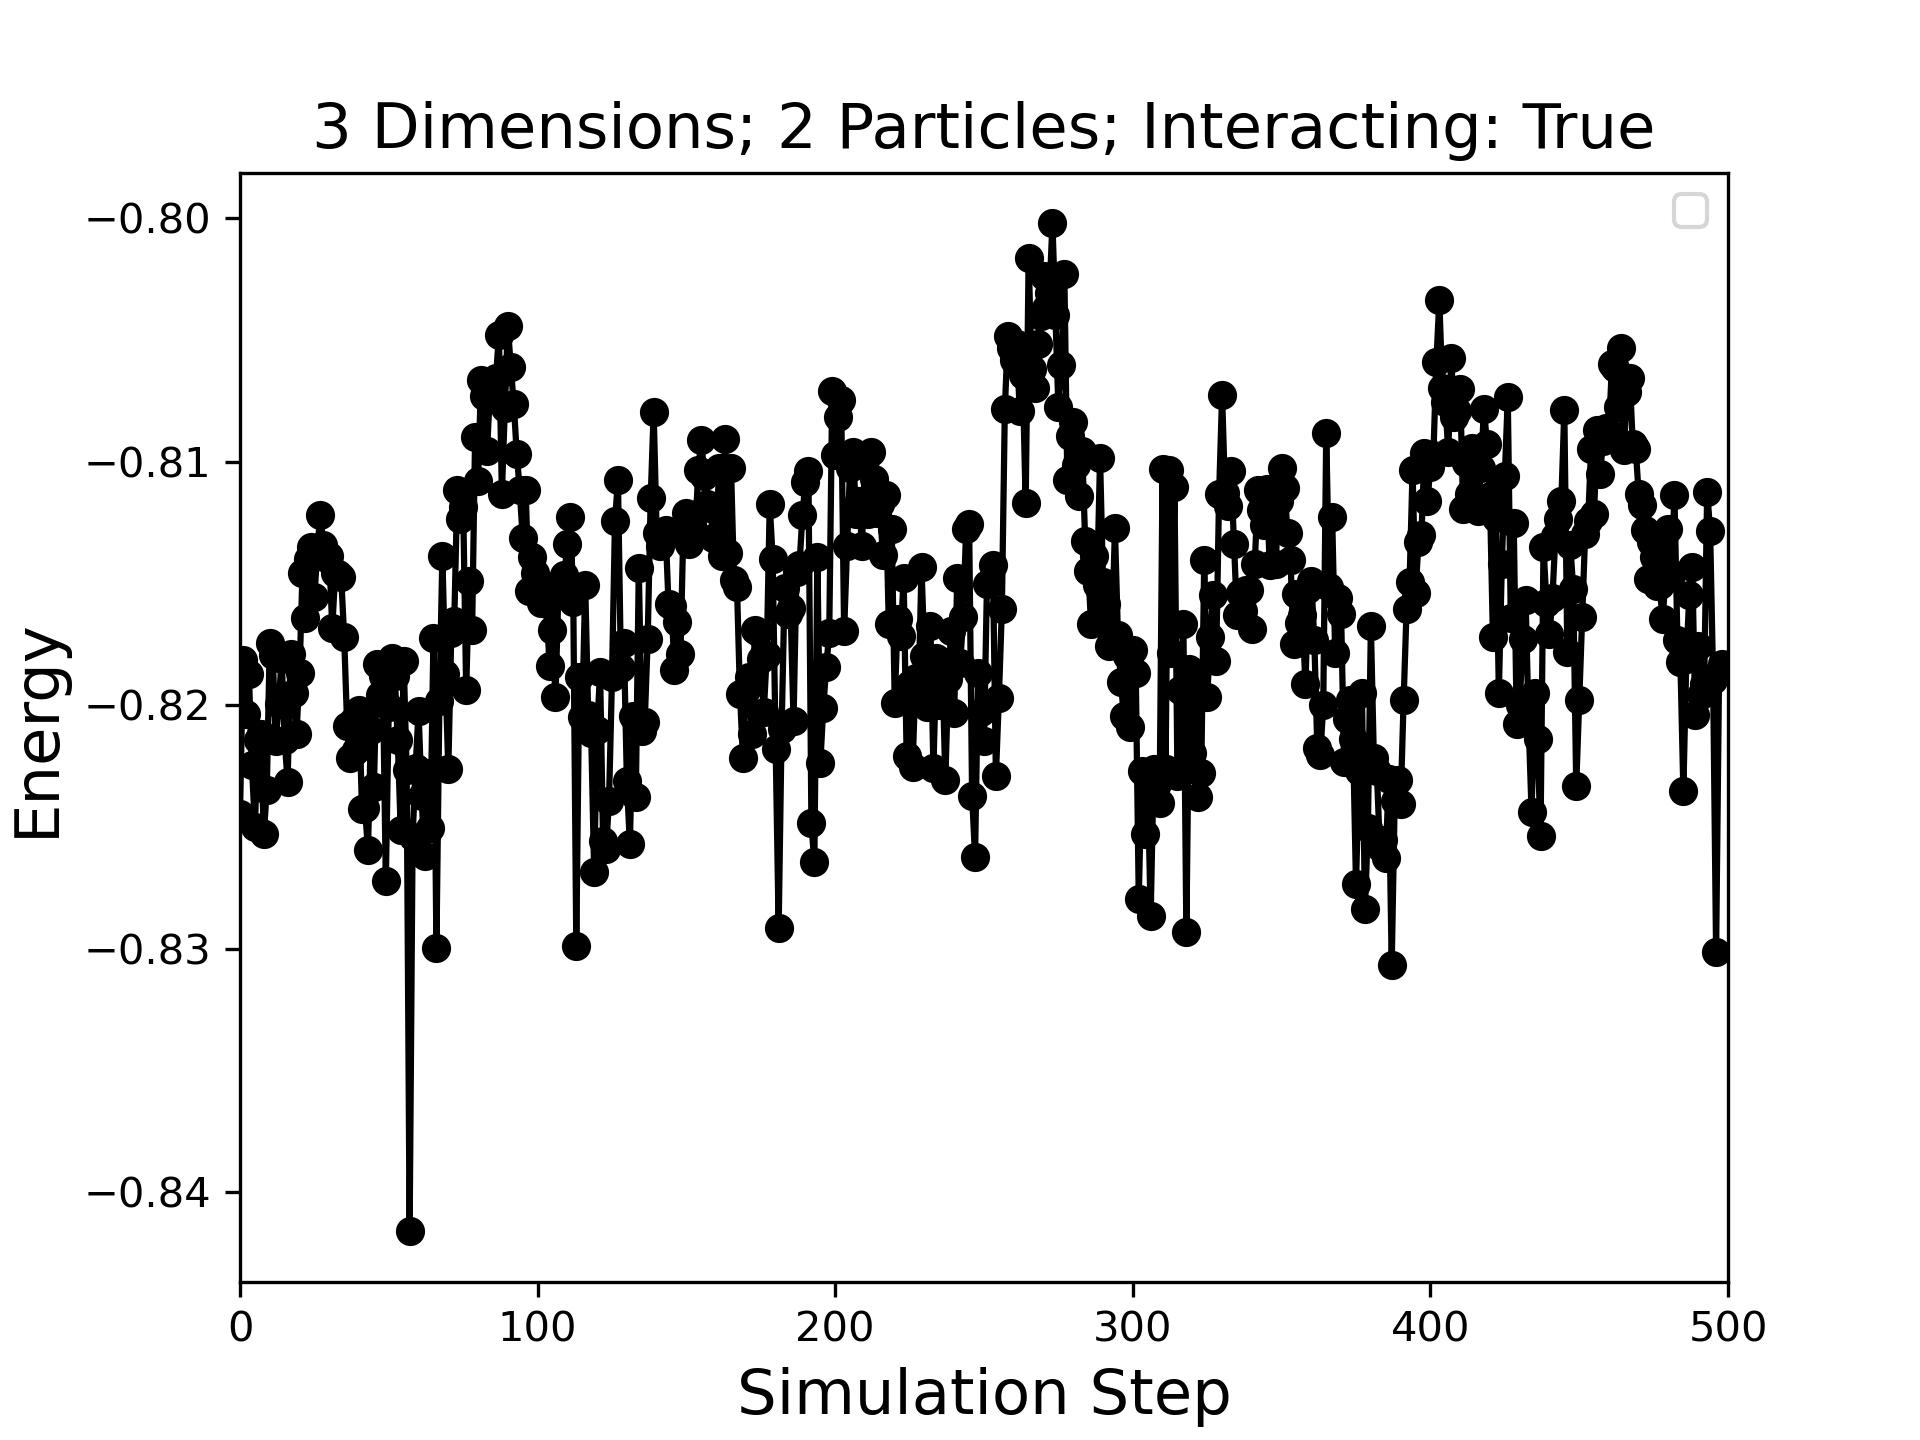 3 Dimensions; 2 Particles; Interacting: True
−0.80
−0.81
−0.82
−0.83
−0.84
Energy
0 100 200 300 400 500
Simulation Step